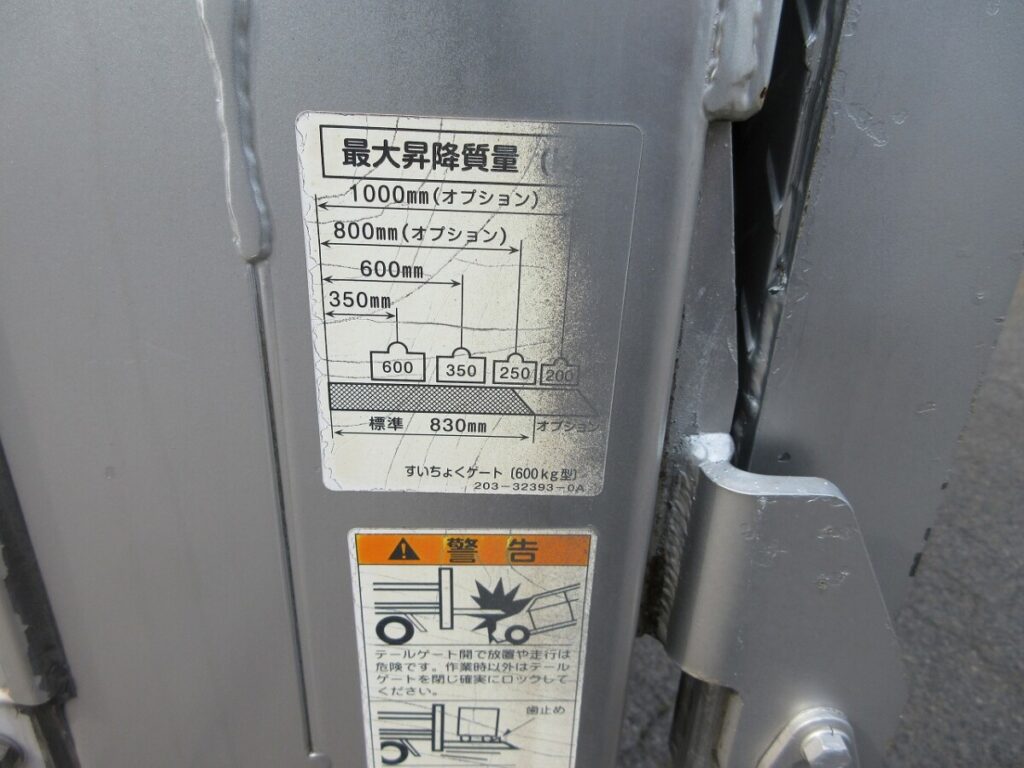 最大昇降質量 (
1000mm(オプション)
800mm(オプション)
600mm
350mm
600 350 250 200
標準 830mm オプション
すいちょくゲート〔600kg型〕
203-32393-0A
警告
テールゲート開で放置や走行は
危険です。作業時以外はテール
ゲートを閉じ確実にロックして
ください。
歯止め